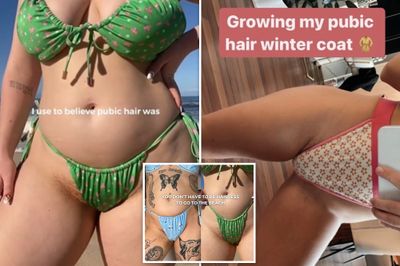 I use to believe pubic hair was
Growing my pubic
hair winter coat 🧥
YOU DON'T HAVE TO BE HAIRLESS
TO GO TO THE BEACH